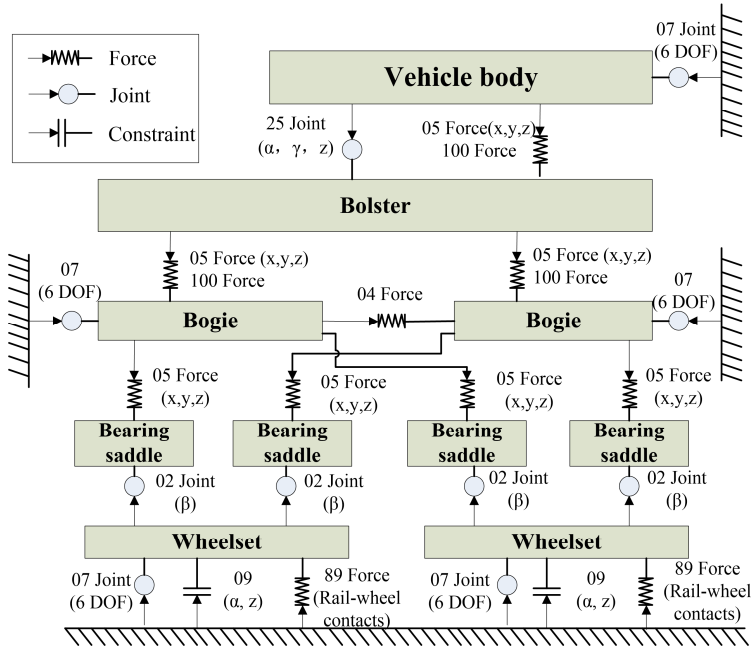 Force
Joint
Constraint
07 Joint
(6 DOF)
Vehicle body
25 Joint
(α, γ, z)
05 Force(x,y,z)
100 Force
Bolster
05 Force (x,y,z)
100 Force
05 Force (x,y,z)
100 Force
07
(6 DOF)
04 Force
07
(6 DOF)
Bogie
Bogie
05 Force
(x,y,z)
05 Force
(x,y,z)
05 Force
(x,y,z)
05 Force
(x,y,z)
Bearing
saddle
Bearing
saddle
Bearing
saddle
Bearing
saddle
02 Joint
(β)
02 Joint
(β)
02 Joint
(β)
02 Joint
(β)
Wheelset
Wheelset
07 Joint
(6 DOF)
09
(α, z)
89 Force
(Rail-wheel
contacts)
07 Joint
(6 DOF)
09
(α, z)
89 Force
(Rail-wheel
contacts)